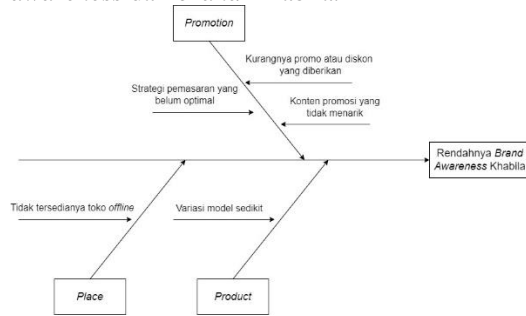 Promotion
Kurangnya promo atau diskon
yang diberikan
Strategi pemasaran yang
belum optimal
Konten promosi yang
tidak menarik
Rendahnya Brand
Awareness Khabila
Tidak tersedianya toko offline
Variasi model sedikit
Place
Product